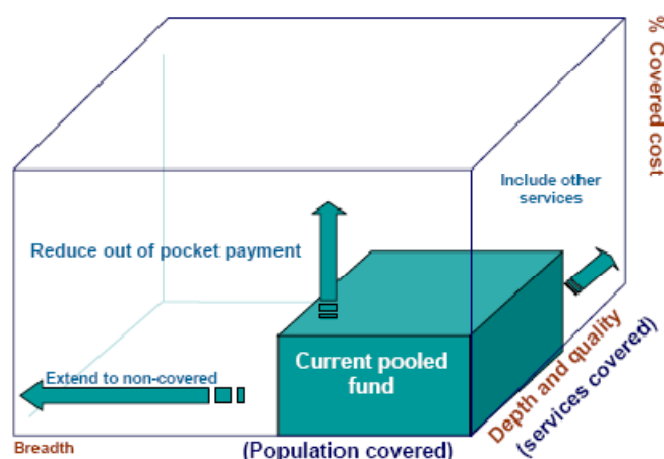 % Covered cost
Include other
services
Reduce out of pocket payment
Current pooled
fund
Extend to non-covered
Depth and quality
(services covered)
Breadth
(Population covered)